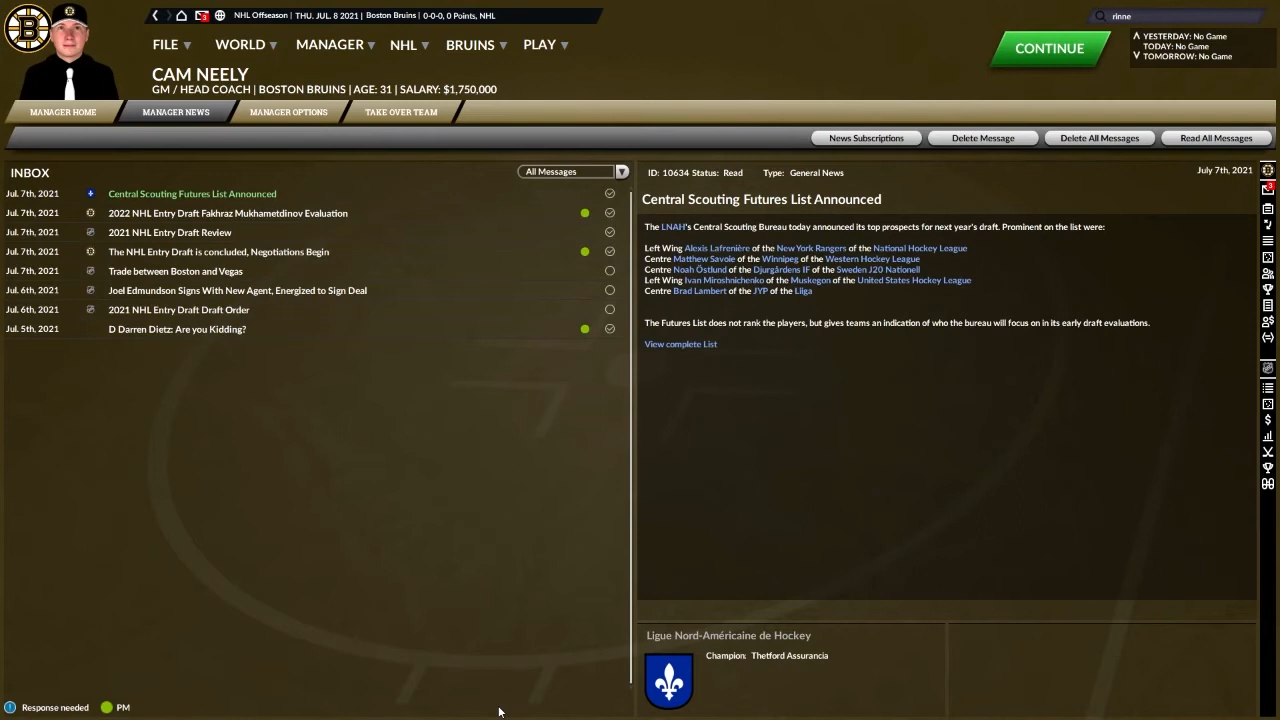 NHL Offseason | THU. JUL. 8 2021 | Boston Bruins | 0-0-0, 0 Points, NHL
rinne
FILE WORLD MANAGER NHL BRUINS PLAY
CONTINUE
YESTERDAY: No Game
TODAY: No Game
TOMORROW: No Game
CAM NEELY
GM / HEAD COACH | BOSTON BRUINS | AGE: 31 | SALARY: $1,750,000
MANAGER HOME MANAGER NEWS MANAGER OPTIONS TAKE OVER TEAM
News Subscriptions Delete Message Delete All Messages Read All Messages
INBOX All Messages
Jul. 7th, 2021 Central Scouting Futures List Announced
Jul. 7th, 2021 2022 NHL Entry Draft Fakhraz Mukhametdinov Evaluation
Jul. 7th, 2021 2021 NHL Entry Draft Review
Jul. 7th, 2021 The NHL Entry Draft is concluded, Negotiations Begin
Jul. 7th, 2021 Trade between Boston and Vegas
Jul. 6th, 2021 Joel Edmundson Signs With New Agent, Energized to Sign Deal
Jul. 6th, 2021 2021 NHL Entry Draft Draft Order
Jul. 5th, 2021 D Darren Dietz: Are you Kidding?
Response needed PM
ID: 10634 Status: Read Type: General News July 7th, 2021
Central Scouting Futures List Announced
The LNAH's Central Scouting Bureau today announced its top prospects for next year's draft. Prominent on the list were:
Left Wing Alexis Lafrenière of the New York Rangers of the National Hockey League
Centre Matthew Savoie of the Winnipeg of the Western Hockey League
Centre Noah Östlund of the Djurgårdens IF of the Sweden J20 Nationell
Left Wing Ivan Miroshnichenko of the Muskegon of the United States Hockey League
Centre Brad Lambert of the JYP of the Liiga
The Futures List does not rank the players, but gives teams an indication of who the bureau will focus on in its early draft evaluations.
View complete List
Ligue Nord-Américaine de Hockey
Champion: Thetford Assurancia